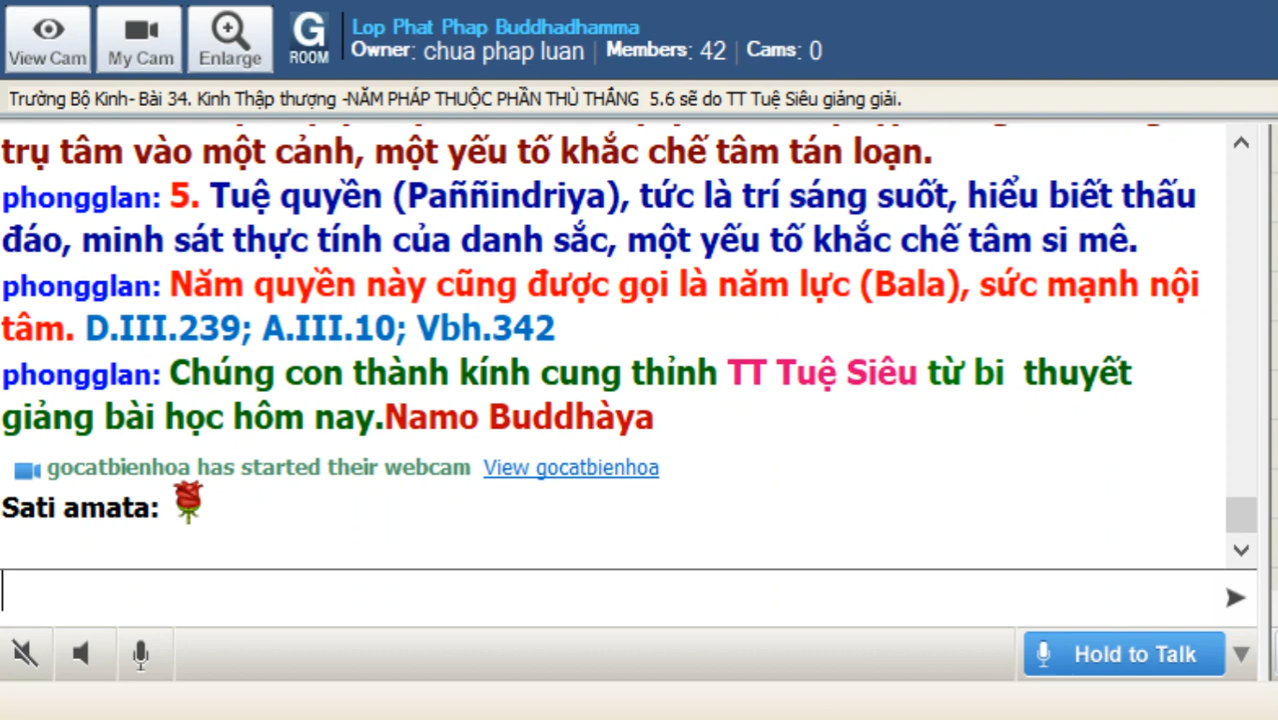 View Cam
My Cam
Enlarge
G ROOM
Lop Phat Phap Buddhadhamma
Owner: chua phap luan | Members: 42 | Cams: 0
Trường Bộ Kinh- Bài 34. Kinh Thập thượng -NĂM PHÁP THUỘC PHẦN THÙ THẮNG 5.6 sẽ do TT Tuệ Siêu giảng giải.
trụ tâm vào một cảnh, một yếu tố khắc chế tâm tán loạn.
phongglan: 5. Tuệ quyền (Paññindriya), tức là trí sáng suốt, hiểu biết thấu
đáo, minh sát thực tính của danh sắc, một yếu tố khắc chế tâm si mê.
phongglan: Năm quyền này cũng được gọi là năm lực (Bala), sức mạnh nội
tâm. D.III.239; A.III.10; Vbh.342
phongglan: Chúng con thành kính cung thỉnh TT Tuệ Siêu từ bi thuyết
giảng bài học hôm nay.Namo Buddhàya
gocatbienhoa has started their webcam View gocatbienhoa
Sati amata:
Hold to Talk